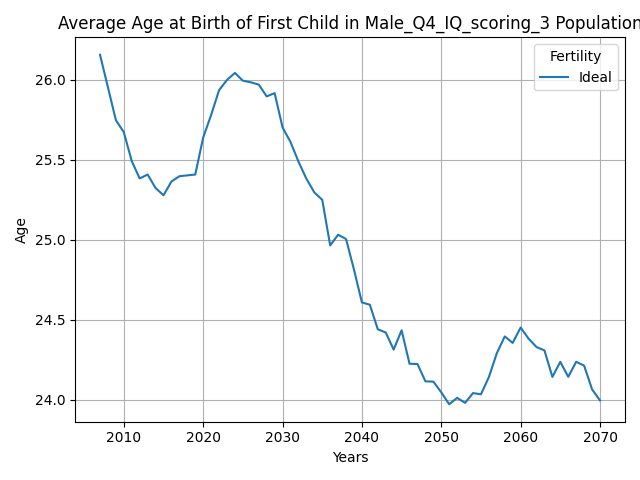 Average Age at Birth of First Child in Male_Q4_IQ_scoring_3 Population
Fertility
Ideal
26.0
25.5
25.0
24.5
24.0
Age
2010 2020 2030 2040 2050 2060 2070
Years